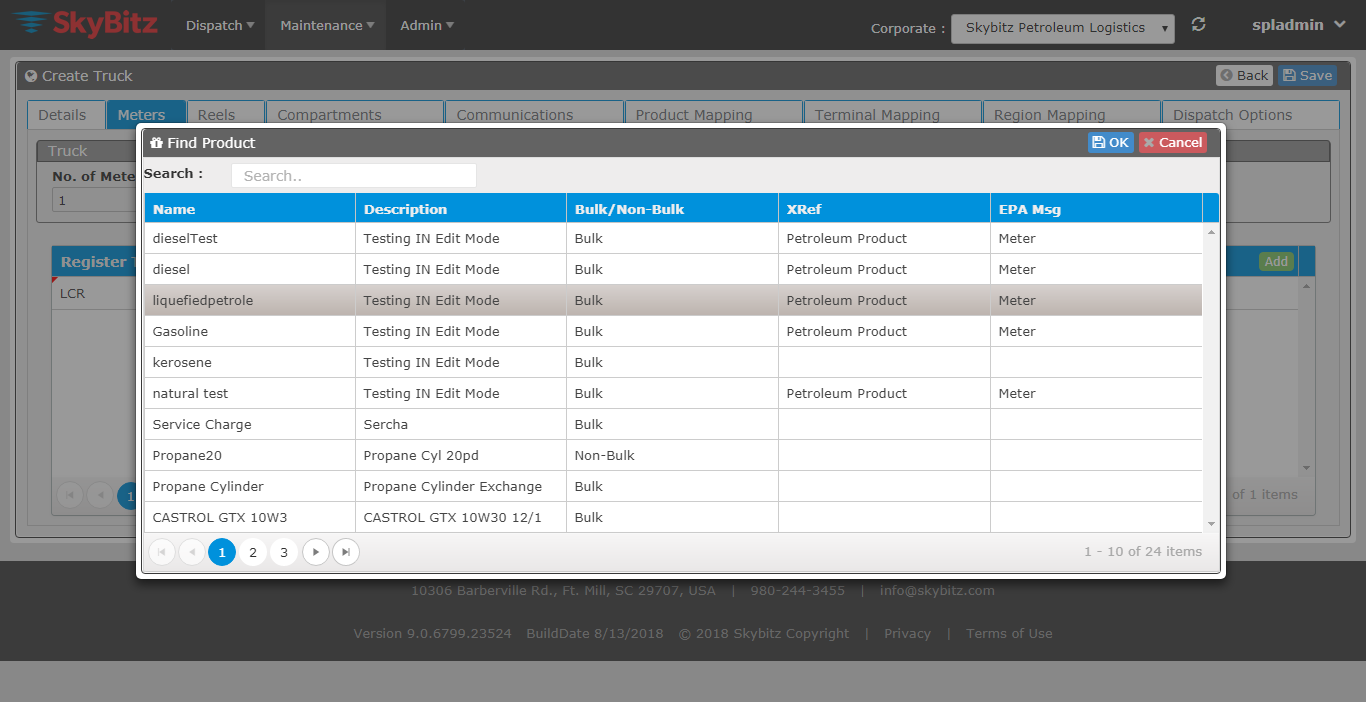 SkyBitz Dispatch Maintenance Admin Corporate : Skybitz Petroleum Logistics spladmin
Create Truck Back Save
Details Meters Reels Compartments Communications Product Mapping Terminal Mapping Region Mapping Dispatch Options
Truck
No. of Mete
1
Register T Add
LCR
1 of 1 items
Find Product OK Cancel
Search : Search..
Name Description Bulk/Non-Bulk XRef EPA Msg
dieselTest Testing IN Edit Mode Bulk Petroleum Product Meter
diesel Testing IN Edit Mode Bulk Petroleum Product Meter
liquefiedpetrole Testing IN Edit Mode Bulk Petroleum Product Meter
Gasoline Testing IN Edit Mode Bulk Petroleum Product Meter
kerosene Testing IN Edit Mode Bulk
natural test Testing IN Edit Mode Bulk Petroleum Product Meter
Service Charge Sercha Bulk
Propane20 Propane Cyl 20pd Non-Bulk
Propane Cylinder Propane Cylinder Exchange Bulk
CASTROL GTX 10W3 CASTROL GTX 10W30 12/1 Bulk
1 2 3 1 - 10 of 24 items
10306 Barberville Rd., Ft. Mill, SC 29707, USA | 980-244-3455 | info@skybitz.com
Version 9.0.6799.23524 BuildDate 8/13/2018 © 2018 Skybitz Copyright | Privacy | Terms of Use